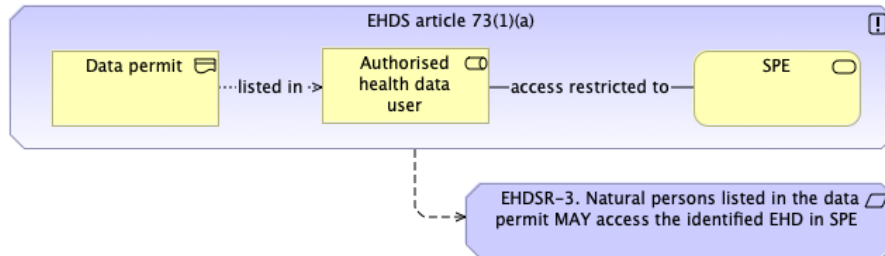 EHDS article 73(1)(a)
Data permit
listed in
Authorised
health data
user
access restricted to
SPE
EHDSR-3. Natural persons listed in the data
permit MAY access the identified EHD in SPE